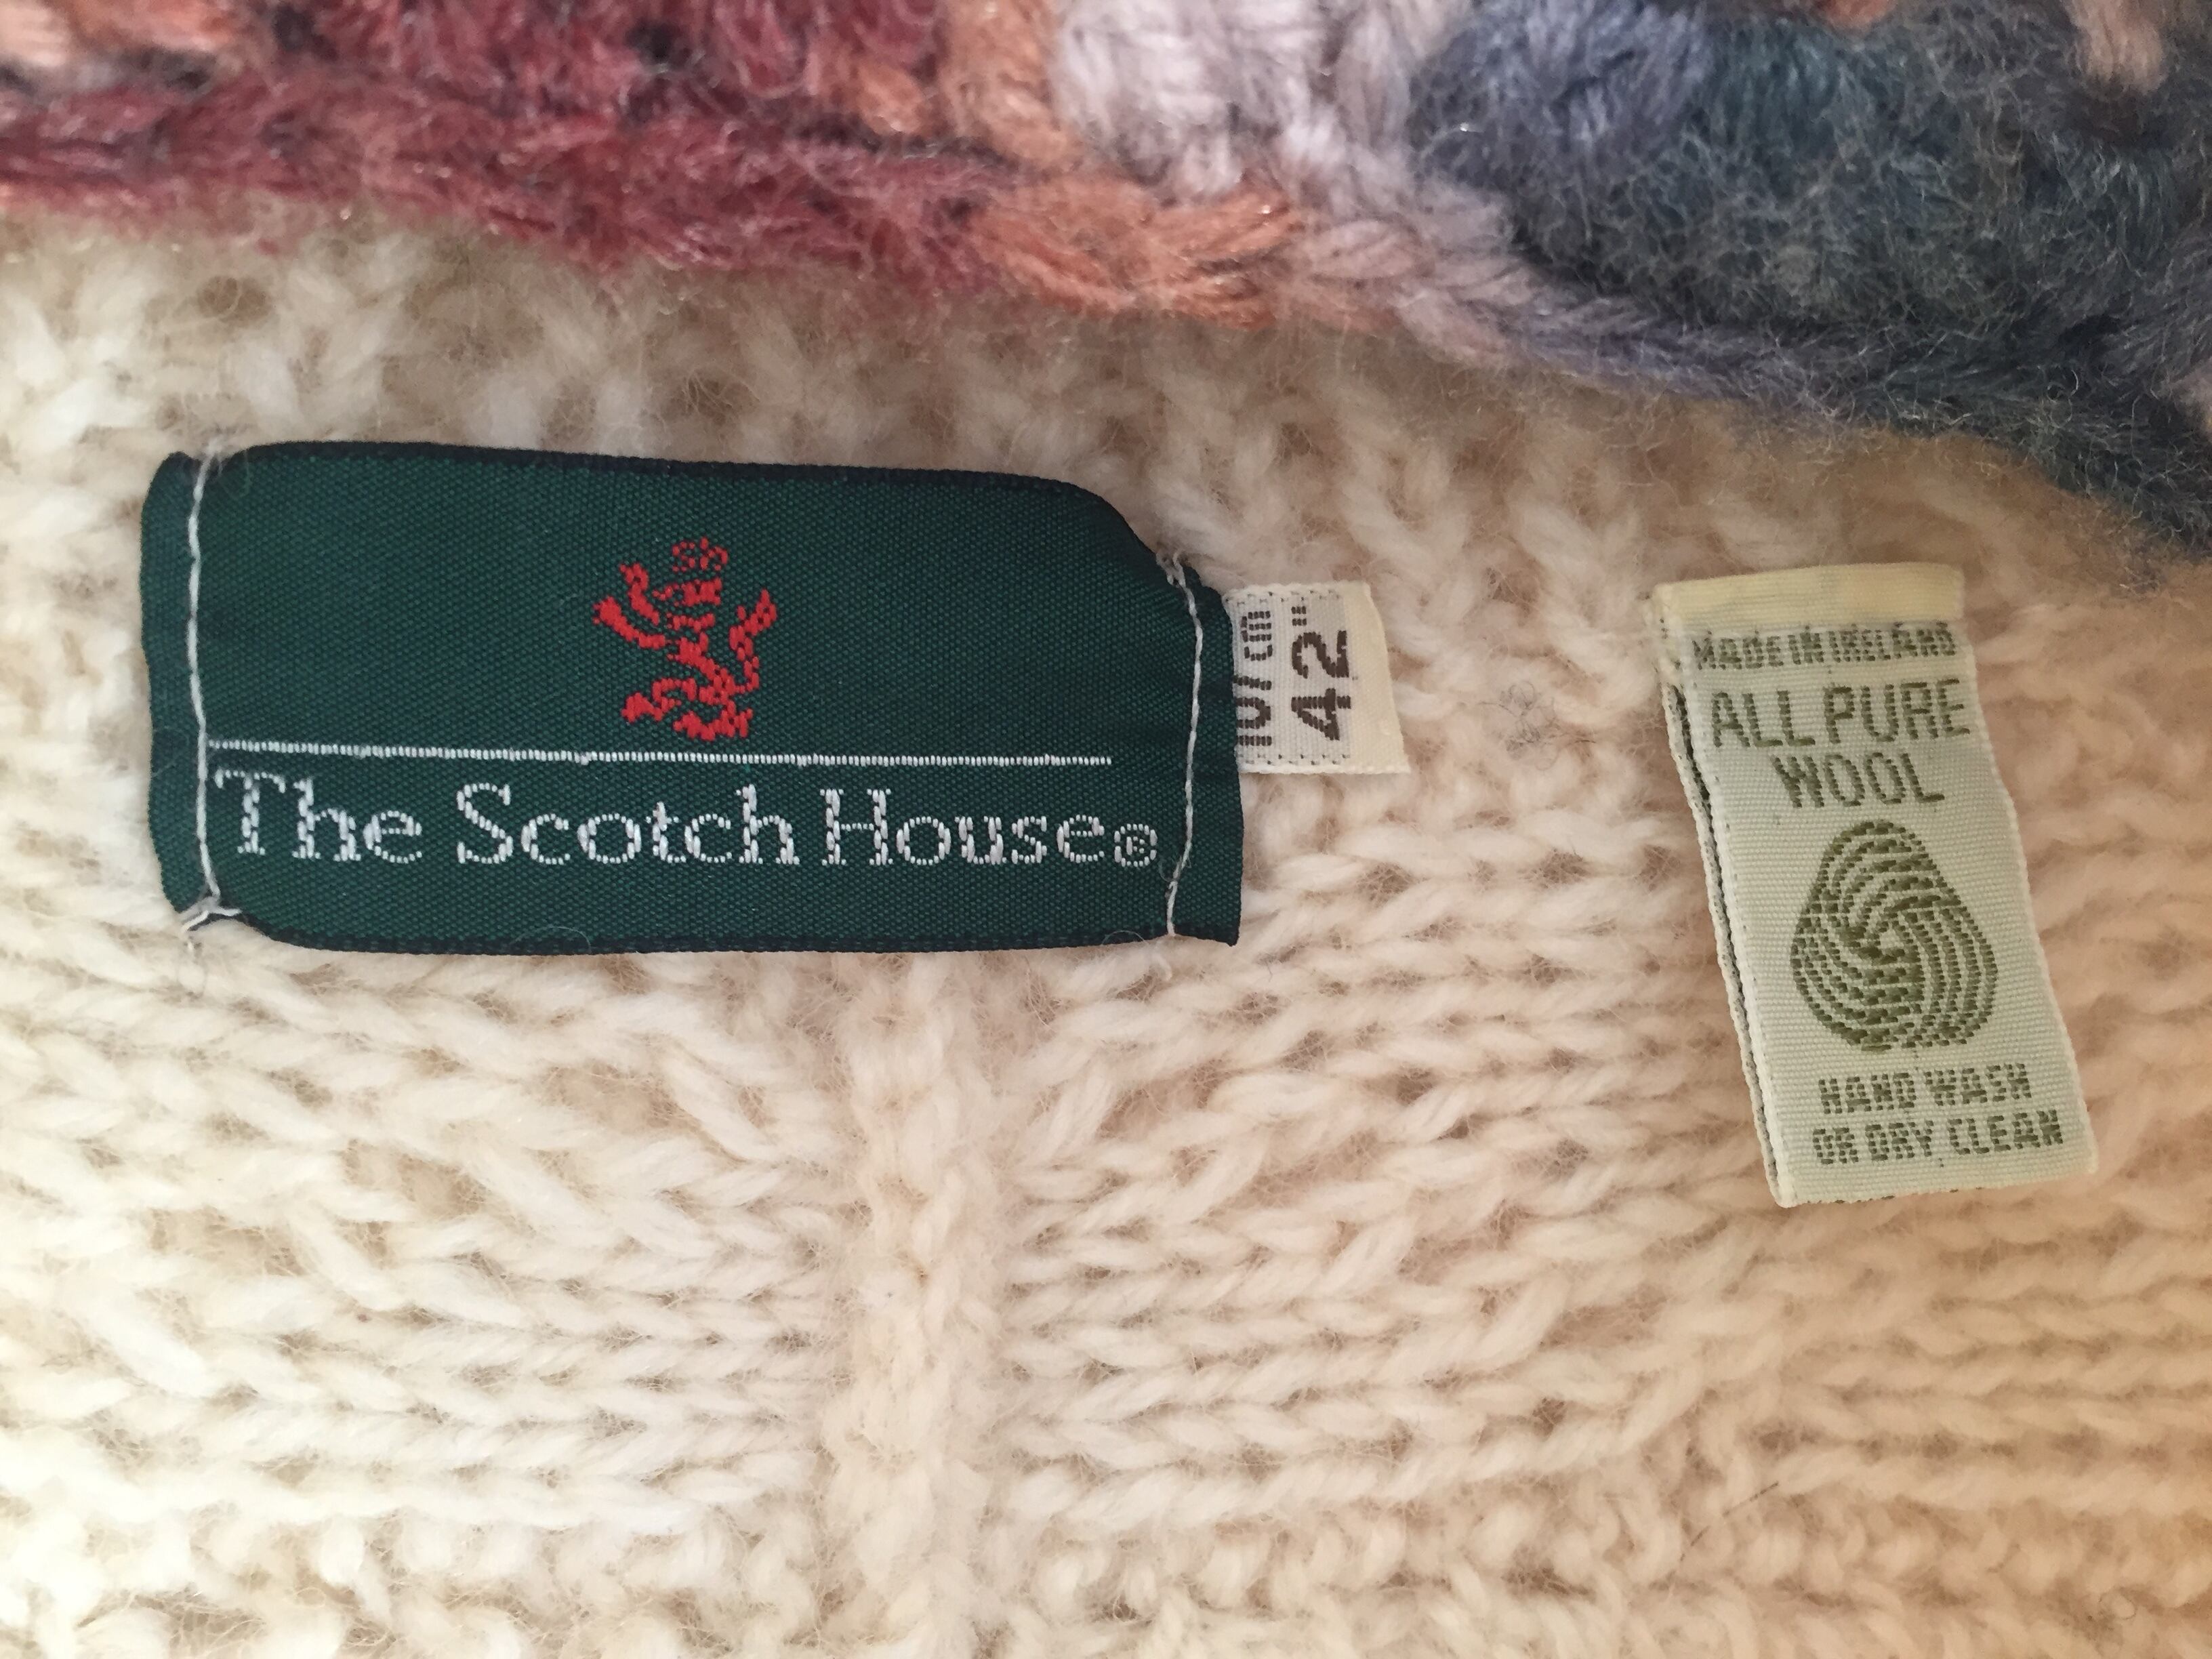 The Scotch House®
107 cm
42"
MADE IN IRELAND
ALL PURE
WOOL
HAND WASH
OR DRY CLEAN